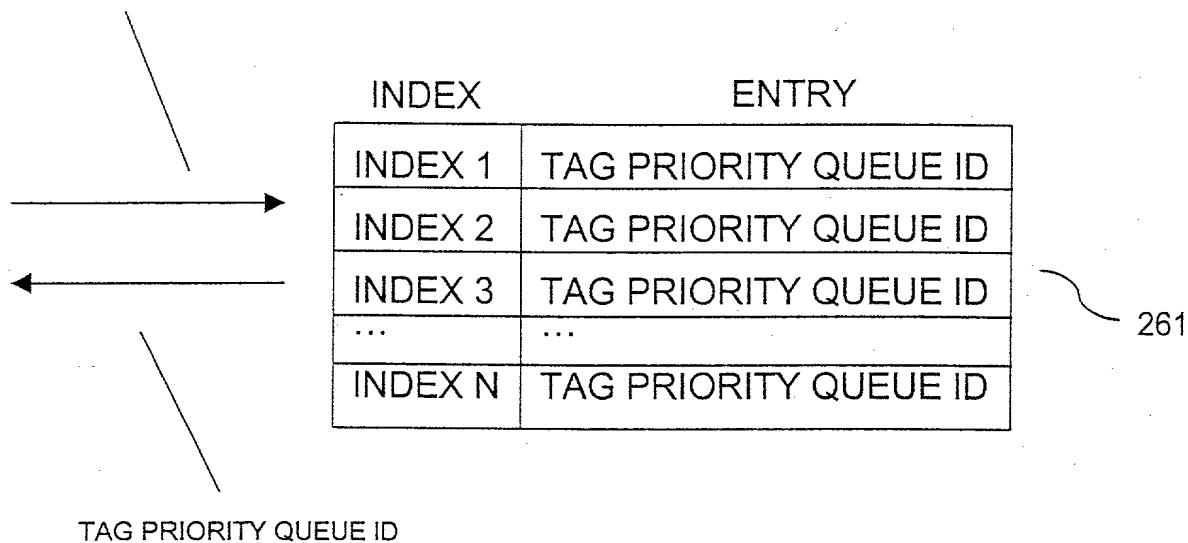 INDEX ENTRY
INDEX 1 TAG PRIORITY QUEUE ID
INDEX 2 TAG PRIORITY QUEUE ID
INDEX 3 TAG PRIORITY QUEUE ID
... ...
INDEX N TAG PRIORITY QUEUE ID
261
TAG PRIORITY QUEUE ID